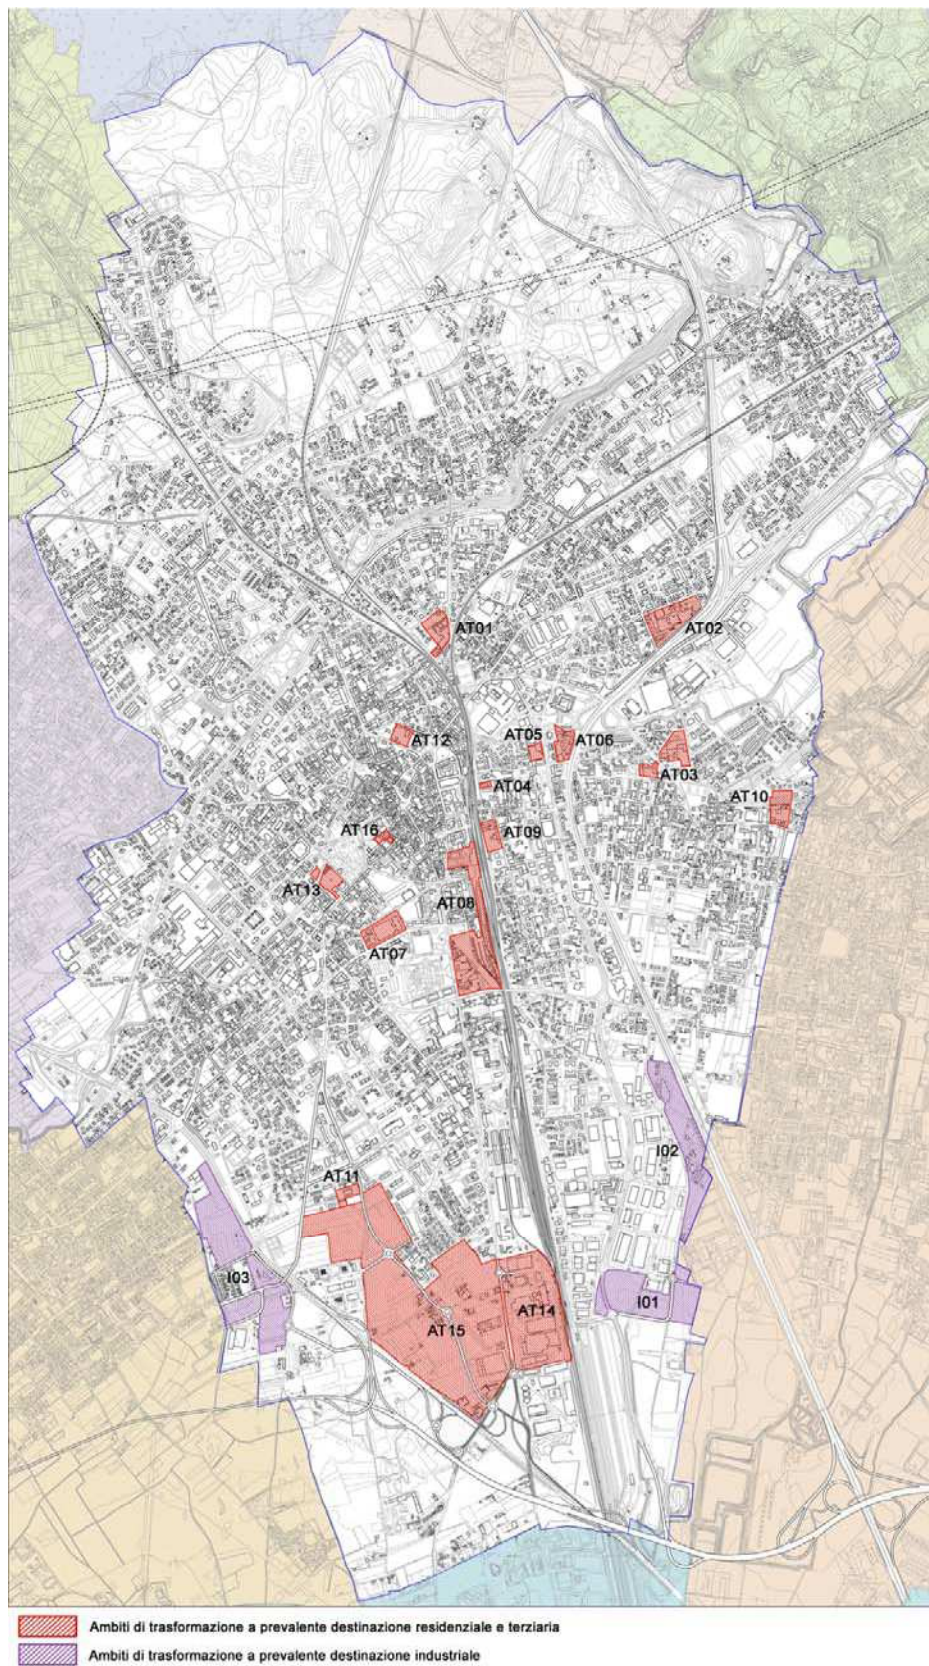 AT01
AT02
AT12
AT05
AT06
AT03
AT04
AT10
AT16
AT09
AT13
AT08
AT07
I02
AT11
I03
I01
AT14
AT15
Ambiti di trasformazione a prevalente destinazione residenziale e terziaria
Ambiti di trasformazione a prevalente destinazione industriale